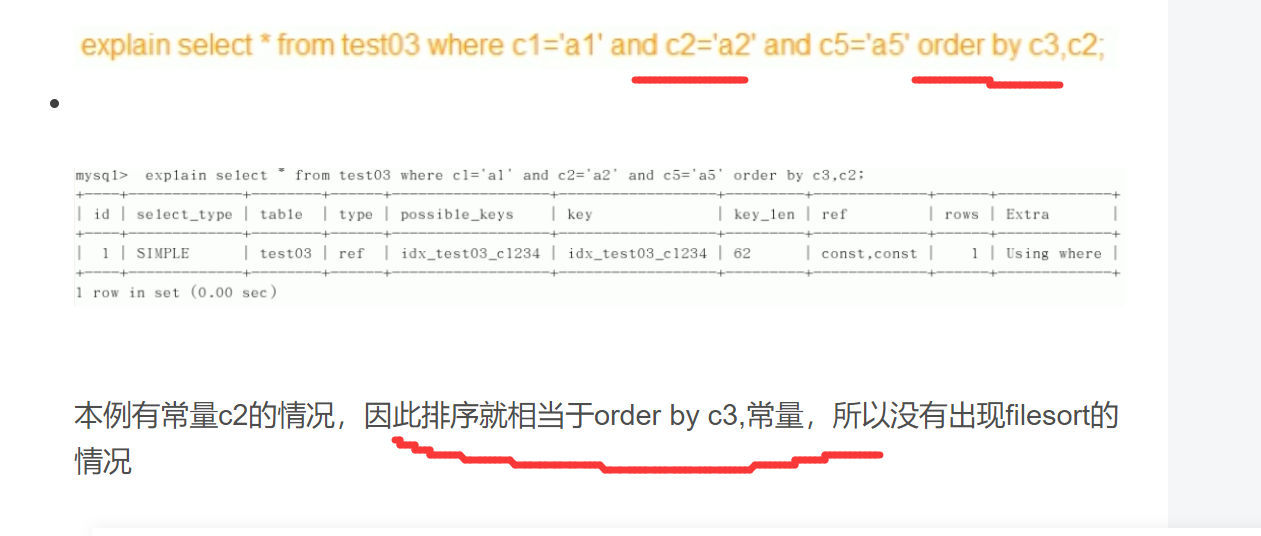 explain select * from test03 where c1='a1' and c2='a2' and c5='a5' order by c3,c2;
mysql> explain select * from test03 where c1='a1' and c2='a2' and c5='a5' order by c3,c2;
| id | select_type | table | type | possible_keys | key | key_len | ref | rows | Extra |
| 1 | SIMPLE | test03 | ref | idx_test03_c1234 | idx_test03_c1234 | 62 | const,const | 1 | Using where |
1 row in set (0.00 sec)
本例有常量c2的情况，因此排序就相当于order by c3,常量，所以没有出现filesort的
情况